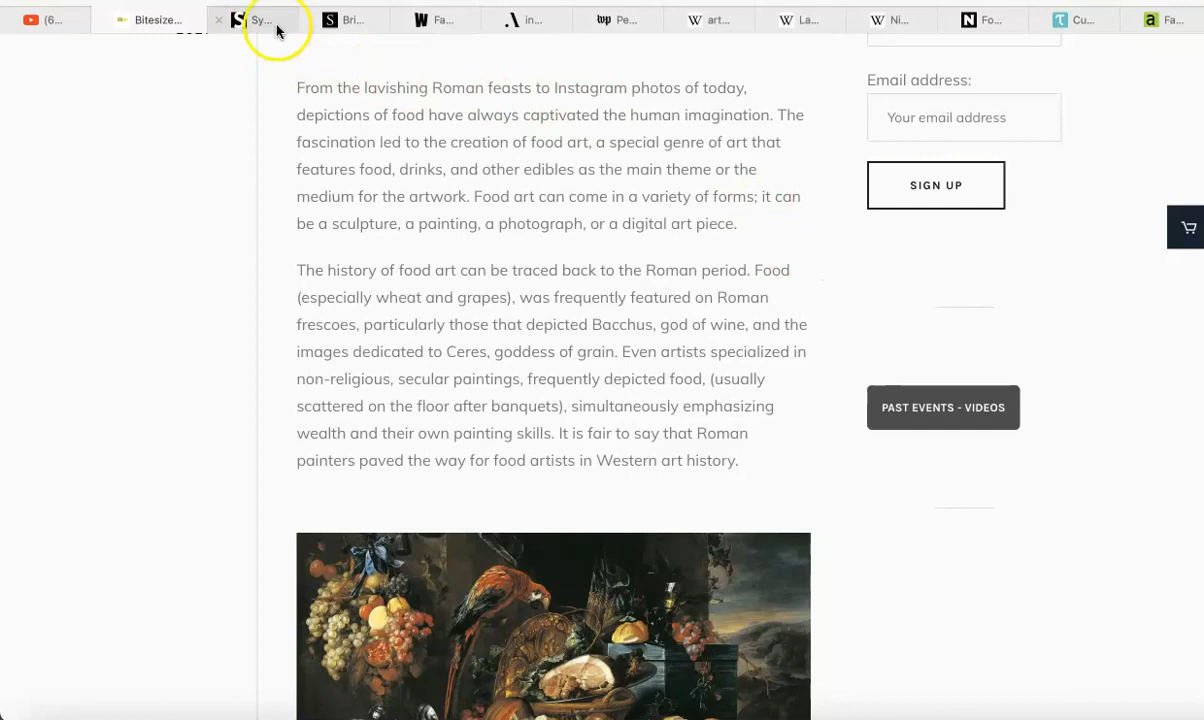 (6...
Bitesize...
Sy...
Bri...
Fa...
in...
Pe...
art...
La...
Ni...
Fo...
Cu...
Fa...
From the lavishing Roman feasts to Instagram photos of today,
depictions of food have always captivated the human imagination. The
fascination led to the creation of food art, a special genre of art that
features food, drinks, and other edibles as the main theme or the
medium for the artwork. Food art can come in a variety of forms; it can
be a sculpture, a painting, a photograph, or a digital art piece.
The history of food art can be traced back to the Roman period. Food
(especially wheat and grapes), was frequently featured on Roman
frescoes, particularly those that depicted Bacchus, god of wine, and the
images dedicated to Ceres, goddess of grain. Even artists specialized in
non-religious, secular paintings, frequently depicted food, (usually
scattered on the floor after banquets), simultaneously emphasizing
wealth and their own painting skills. It is fair to say that Roman
painters paved the way for food artists in Western art history.
Email address:
Your email address
SIGN UP
PAST EVENTS - VIDEOS